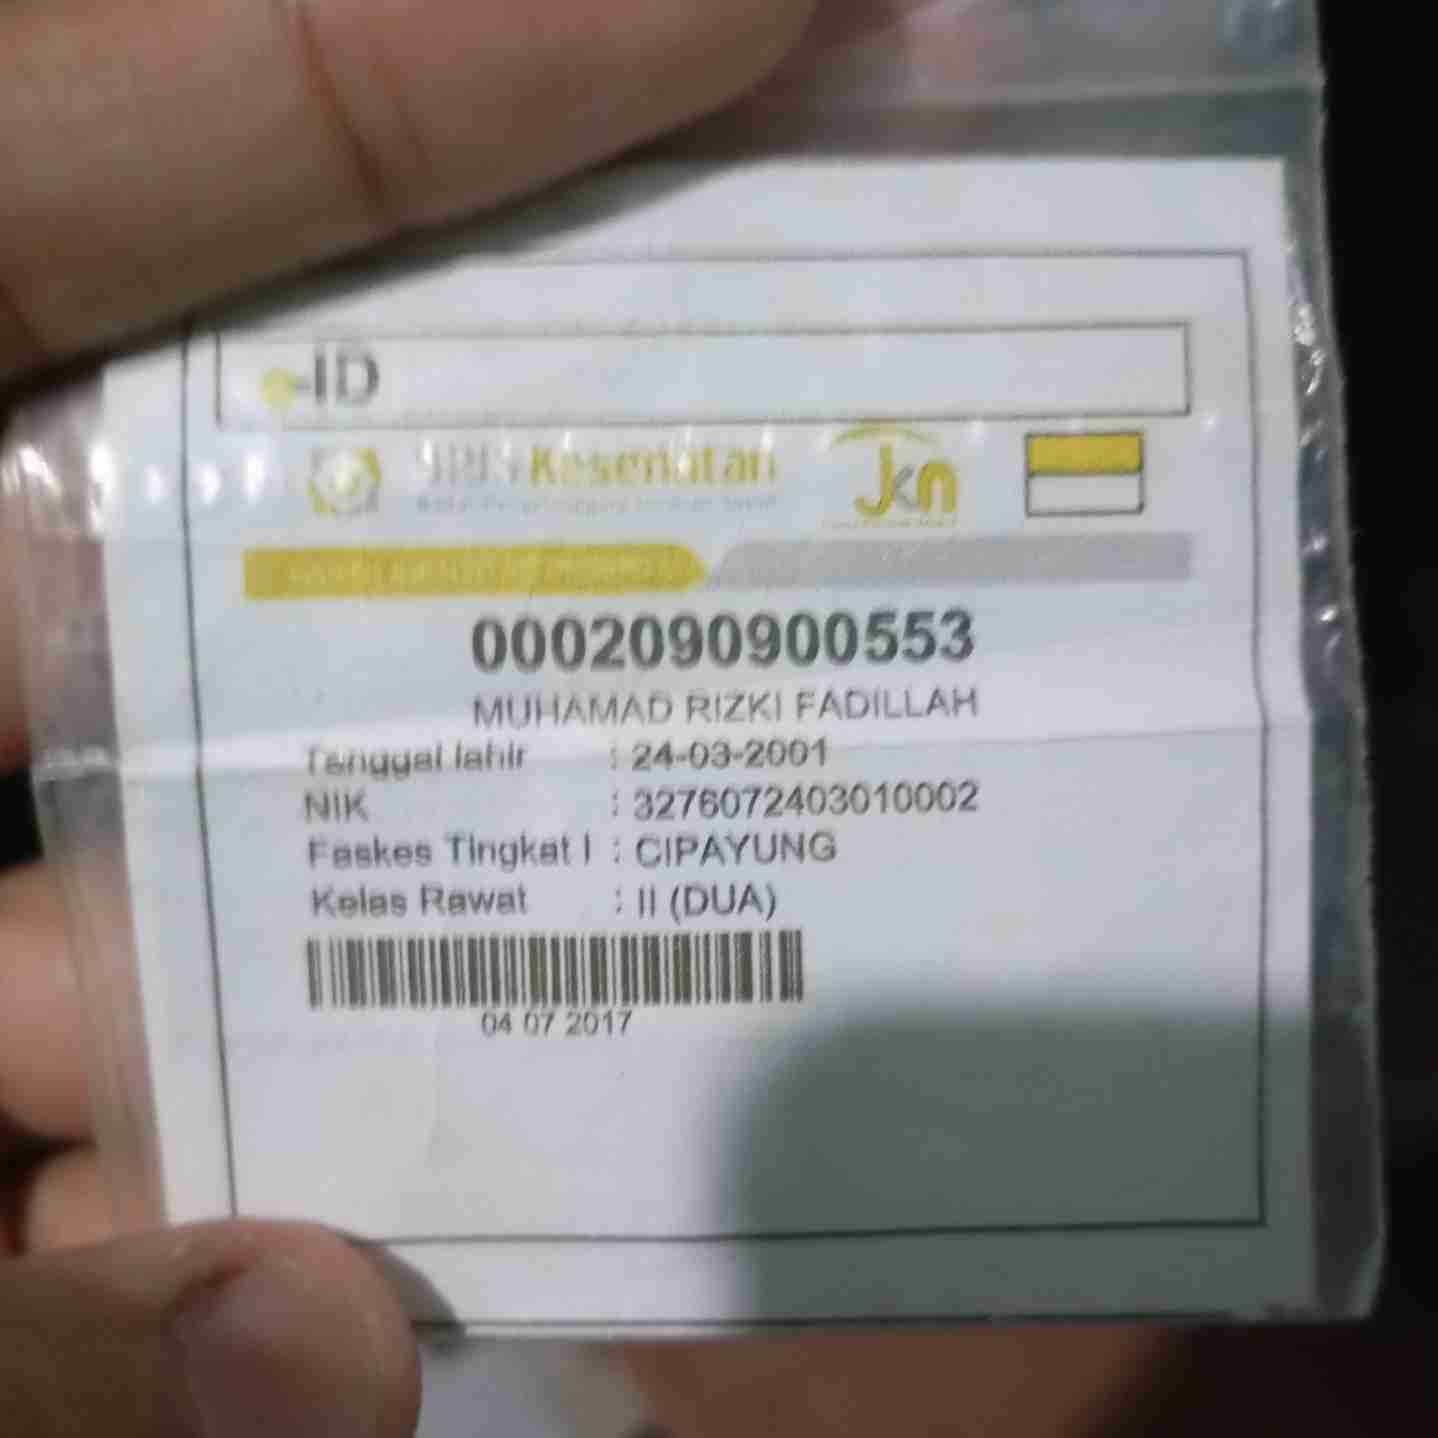 e-ID
BPJS Kesehatan
JKN
0002090900553
MUHAMAD RIZKI FADILLAH
Tanggal lahir : 24-03-2001
NIK : 3276072403010002
Faskes Tingkat I : CIPAYUNG
Kelas Rawat : II (DUA)
04 07 2017